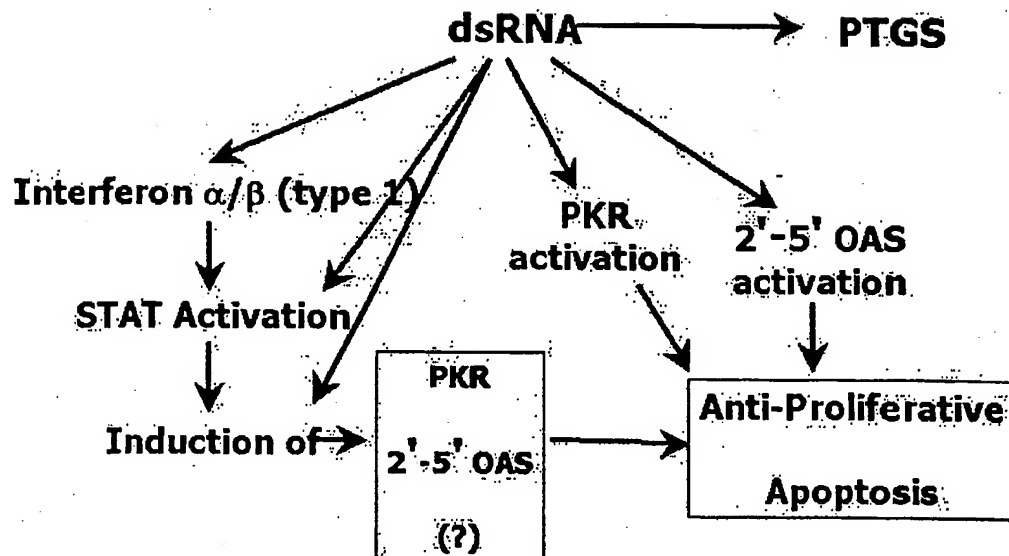 dsRNA
PTGS
Interferon α/β (type 1)
PKR
activation
2'-5' OAS
activation
STAT Activation
Induction of
PKR
2'-5' OAS
(?)
Anti-Proliferative
Apoptosis